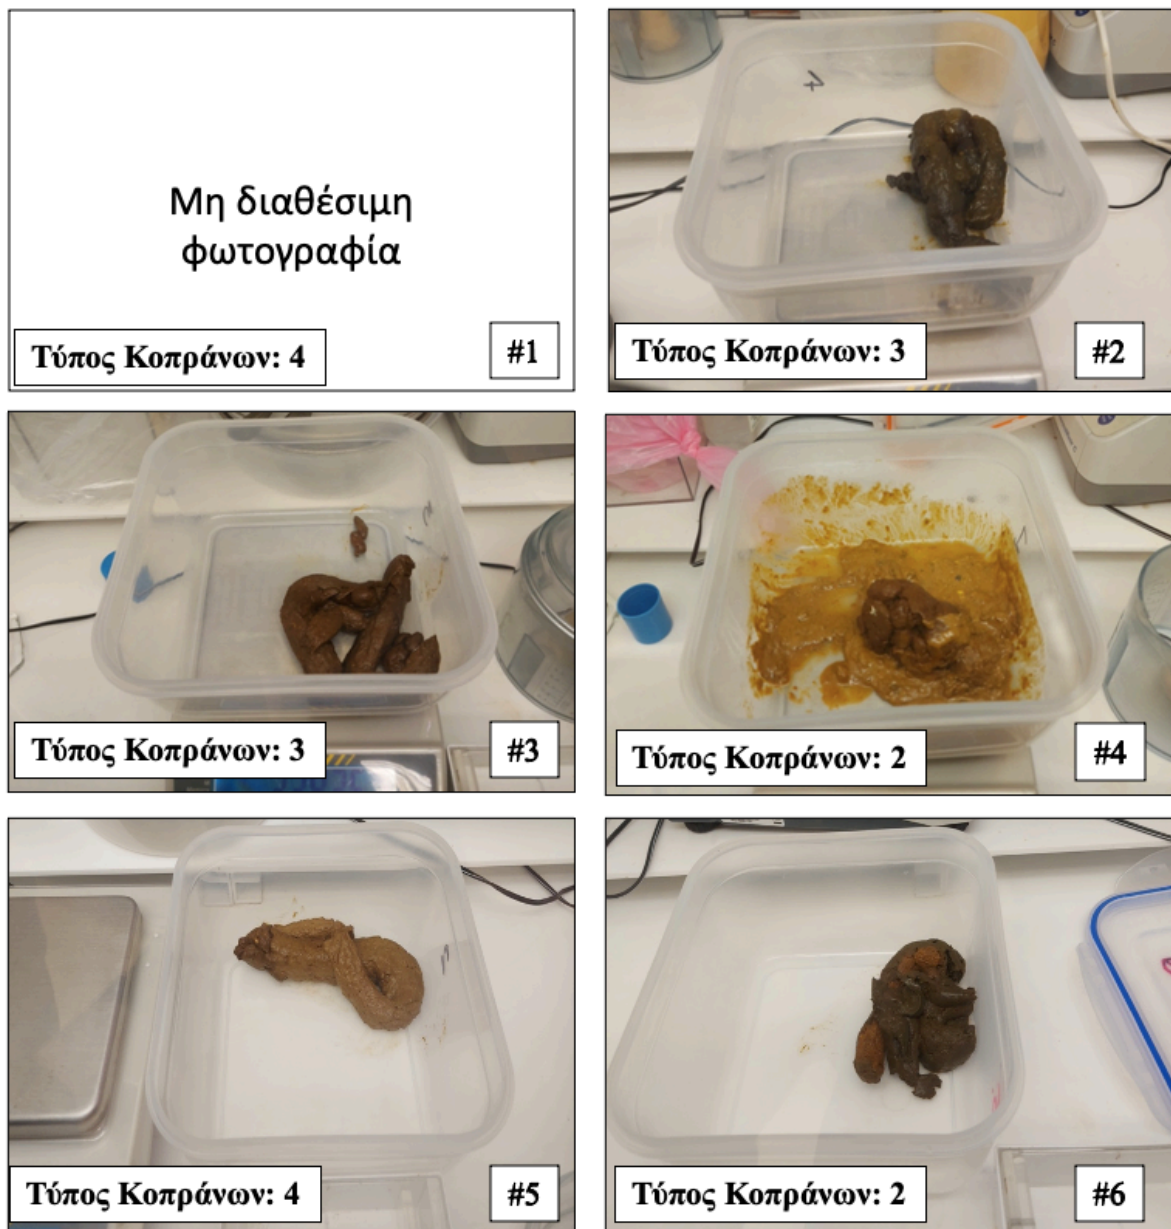 Μη διαθέσιμη
φωτογραφία
Τύπος Κοπράνων: 4
#1
Τύπος Κοπράνων: 3
#2
Τύπος Κοπράνων: 3
#3
Τύπος Κοπράνων: 2
#4
Τύπος Κοπράνων: 4
#5
Τύπος Κοπράνων: 2
#6